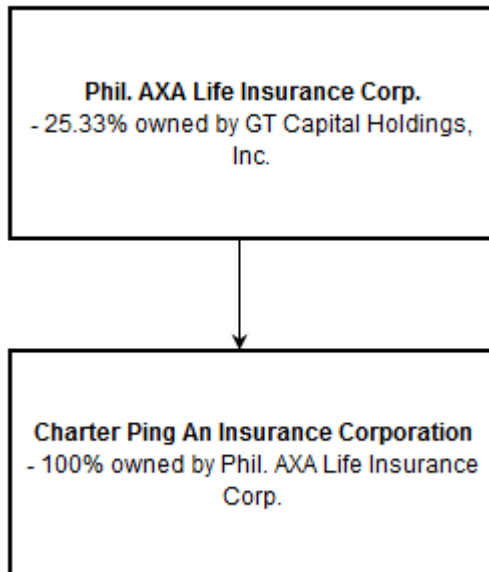 Phil. AXA Life Insurance Corp.
- 25.33% owned by GT Capital Holdings,
Inc.
Charter Ping An Insurance Corporation
- 100% owned by Phil. AXA Life Insurance
Corp.